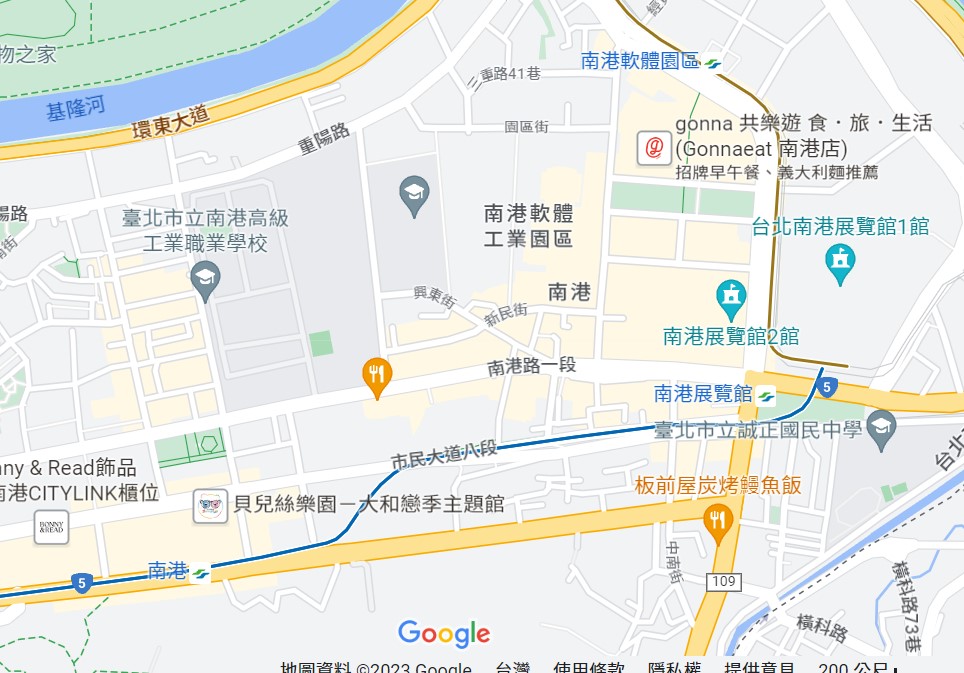 物之家
南港軟體園區
三重路41巷
基隆河
環東大道
重陽路
園區街
gonna 共樂遊 食·旅·生活
(Gonnaeat 南港店)
招牌早午餐、義大利麵推薦
陽路
臺北市立南港高級
工業職業學校
南港軟體
工業園區
台北南港展覽館1館
興東街
南港
新民街
南港展覽館2館
南港路一段
南港展覽館
5
臺北市立誠正國民中學
市民大道八段
nny & Read飾品
南港CITYLINK櫃位
BONNY
&READ
貝兒絲樂園－大和戀季主題館
板前屋炭烤鰻魚飯
南港
5
中南街
109
橫科路
橫科路73巷
Google
地圖資料 ©2023 Google 台灣 使用條款 隱私權 提供意見 200 公尺